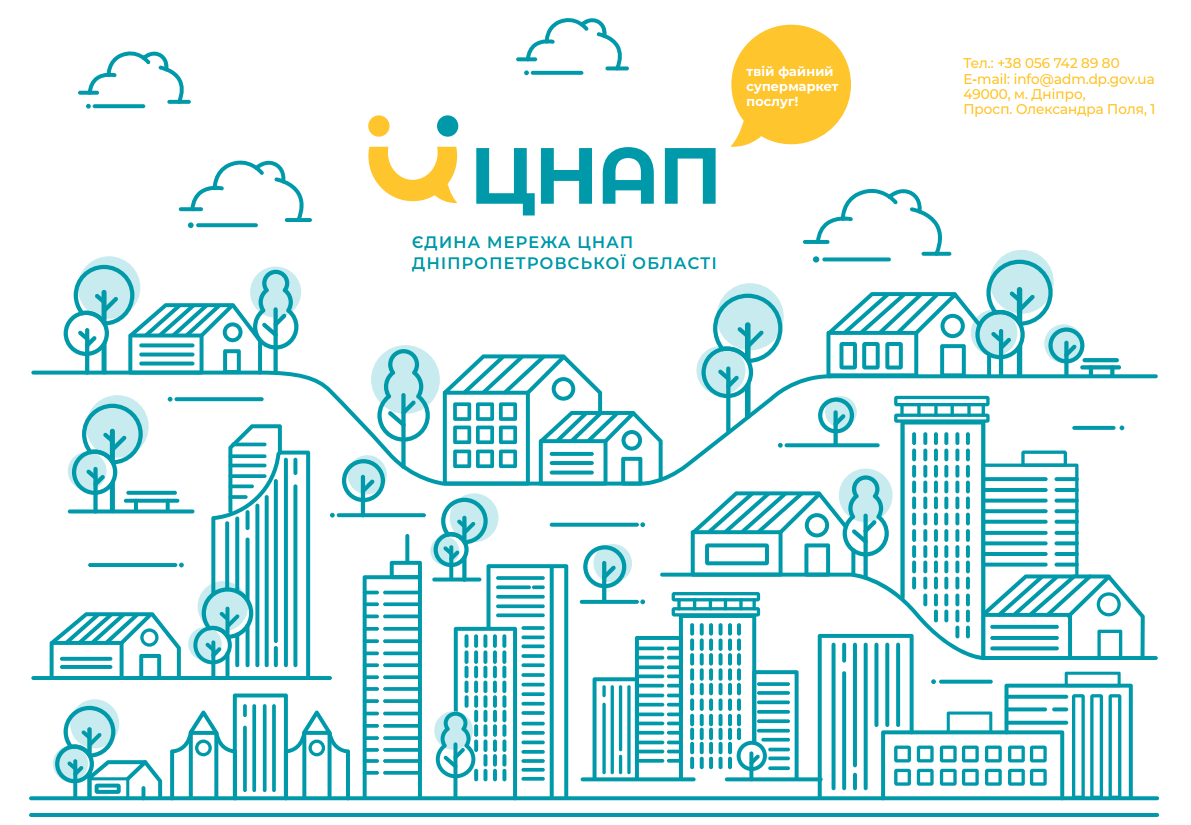 твій файний
супермаркет
послуг!
Тел.: +38 056 742 89 80
E-mail: info@adm.dp.gov.ua
49000, м. Дніпро,
Просп. Олександра Поля, 1
ЦНАП
ЄДИНА МЕРЕЖА ЦНАП
ДНІПРОПЕТРОВСЬКОЇ ОБЛАСТІ